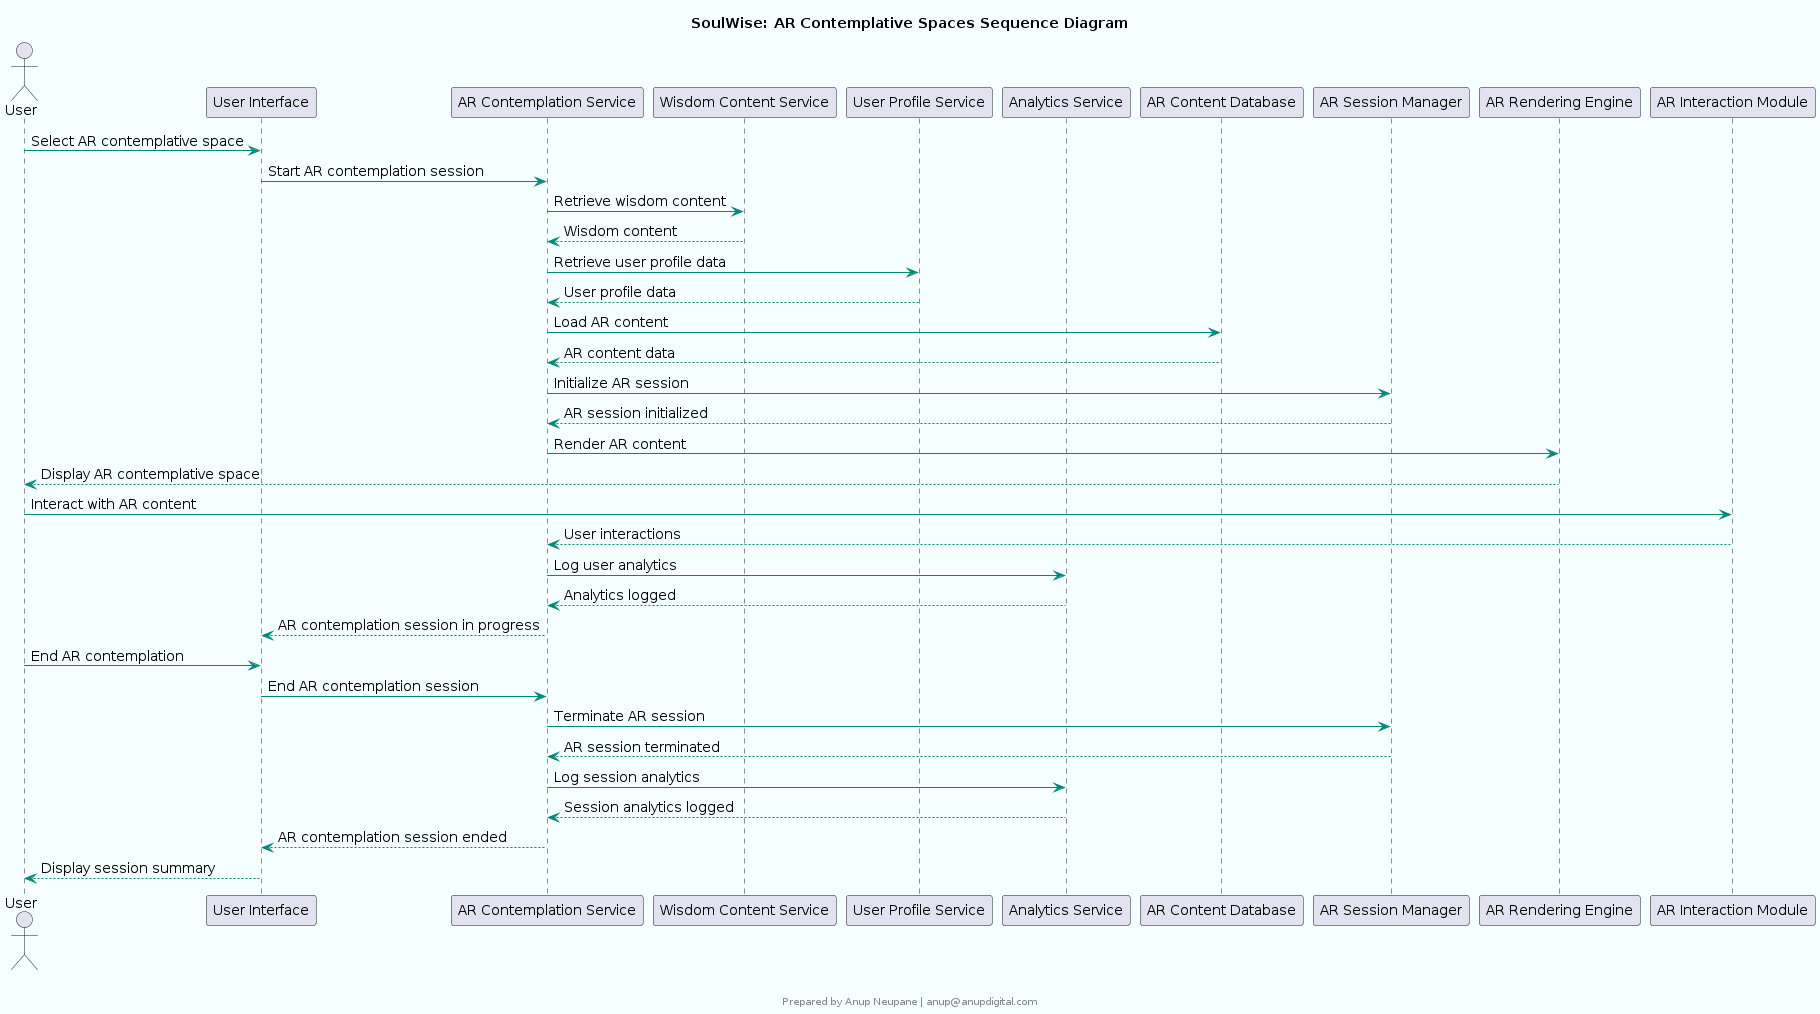 SoulWise: AR Contemplative Spaces Sequence Diagram
User
User Interface
AR Contemplation Service
Wisdom Content Service
User Profile Service
Analytics Service
AR Content Database
AR Session Manager
AR Rendering Engine
AR Interaction Module
Select AR contemplative space
Start AR contemplation session
Retrieve wisdom content
Wisdom content
Retrieve user profile data
User profile data
Load AR content
AR content data
Initialize AR session
AR session initialized
Render AR content
Display AR contemplative space
Interact with AR content
User interactions
Log user analytics
Analytics logged
AR contemplation session in progress
End AR contemplation
End AR contemplation session
Terminate AR session
AR session terminated
Log session analytics
Session analytics logged
AR contemplation session ended
Display session summary
User
User Interface
AR Contemplation Service
Wisdom Content Service
User Profile Service
Analytics Service
AR Content Database
AR Session Manager
AR Rendering Engine
AR Interaction Module
Prepared by Anup Neupane | anup@anupdigital.com